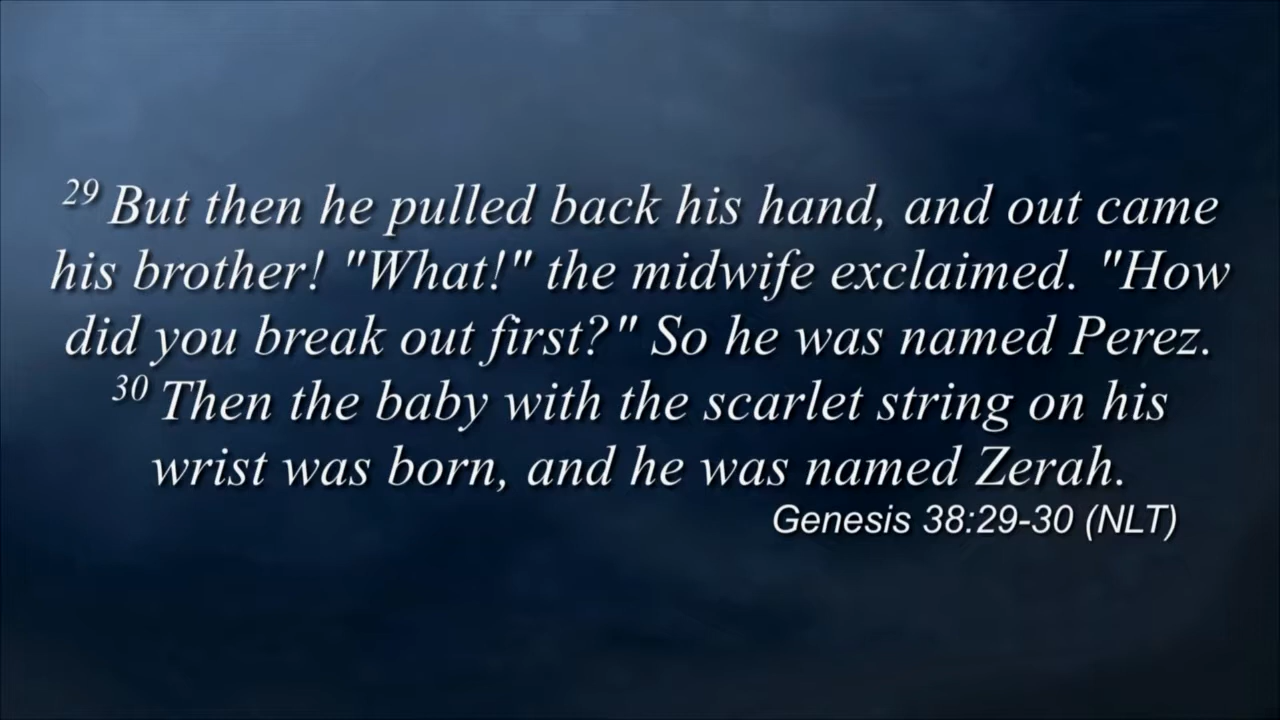 29 But then he pulled back his hand, and out came
his brother! "What!" the midwife exclaimed. "How
did you break out first?" So he was named Perez.
30 Then the baby with the scarlet string on his
wrist was born, and he was named Zerah.
Genesis 38:29-30 (NLT)